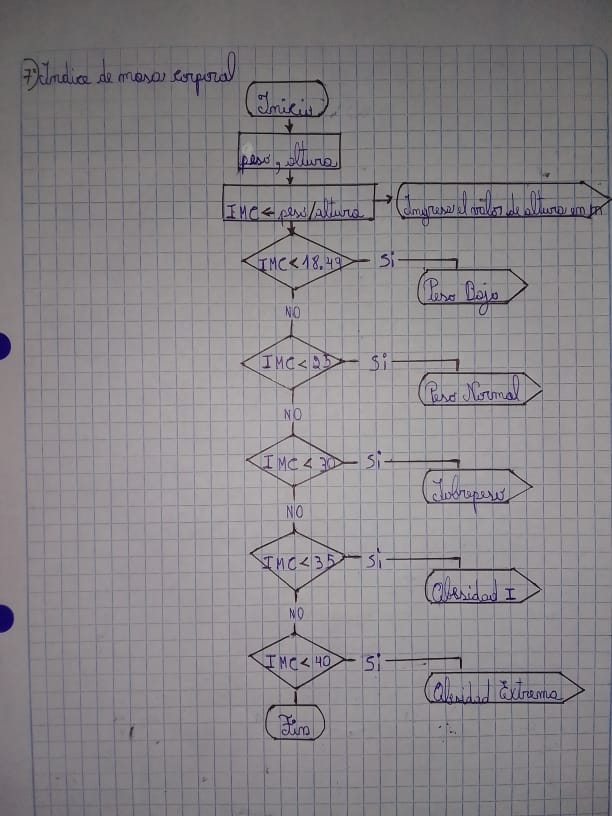 7°) Indice de masa corporal
Inicio
peso, altura
IMC ← peso/altura
Ingrese el valor de altura en m
IMC < 18.49
Si
Peso Bajo
NO
IMC < 25
Si
Peso Normal
NO
IMC < 30
Si
Sobrepeso
NO
IMC < 35
Si
Obesidad I
NO
IMC < 40
Si
Obesidad Extrema
Fin